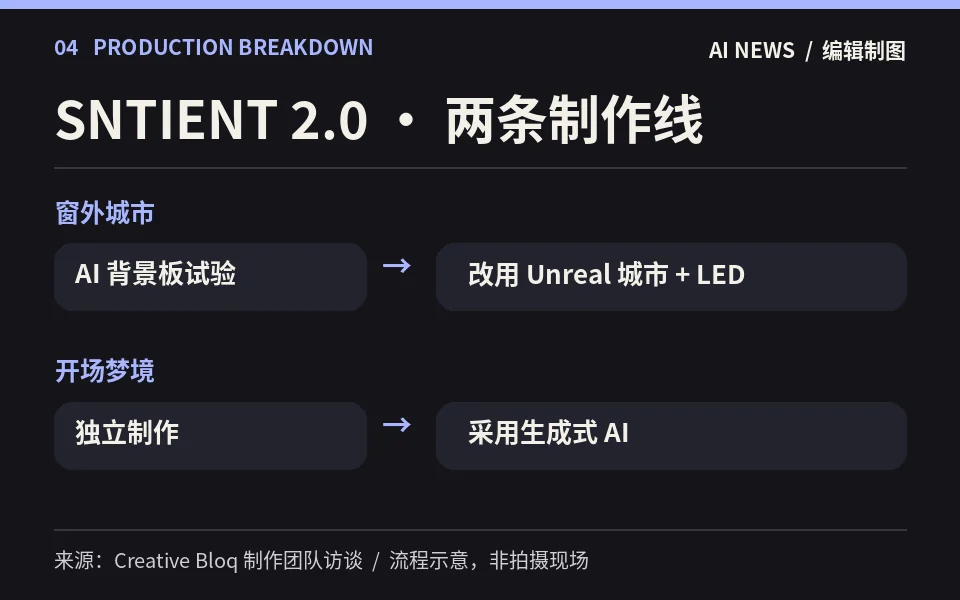 04 PRODUCTION BREAKDOWN
AI NEWS / 编辑制图
SNTIENT 2.0 · 两条制作线
窗外城市
AI 背景板试验 → 改用 Unreal 城市 + LED
开场梦境
独立制作 → 采用生成式 AI
来源：Creative Bloq 制作团队访谈 / 流程示意，非拍摄现场